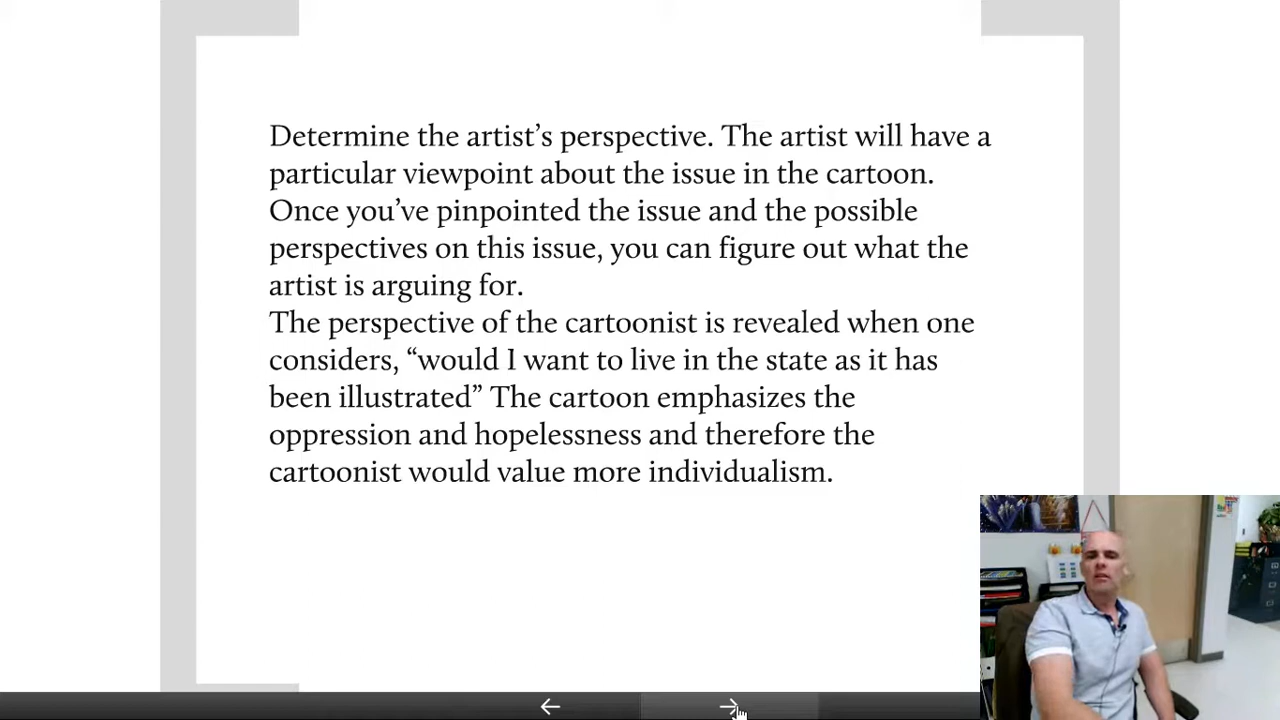 Determine the artist’s perspective. The artist will have a
particular viewpoint about the issue in the cartoon.
Once you’ve pinpointed the issue and the possible
perspectives on this issue, you can figure out what the
artist is arguing for.
The perspective of the cartoonist is revealed when one
considers, “would I want to live in the state as it has
been illustrated” The cartoon emphasizes the
oppression and hopelessness and therefore the
cartoonist would value more individualism.